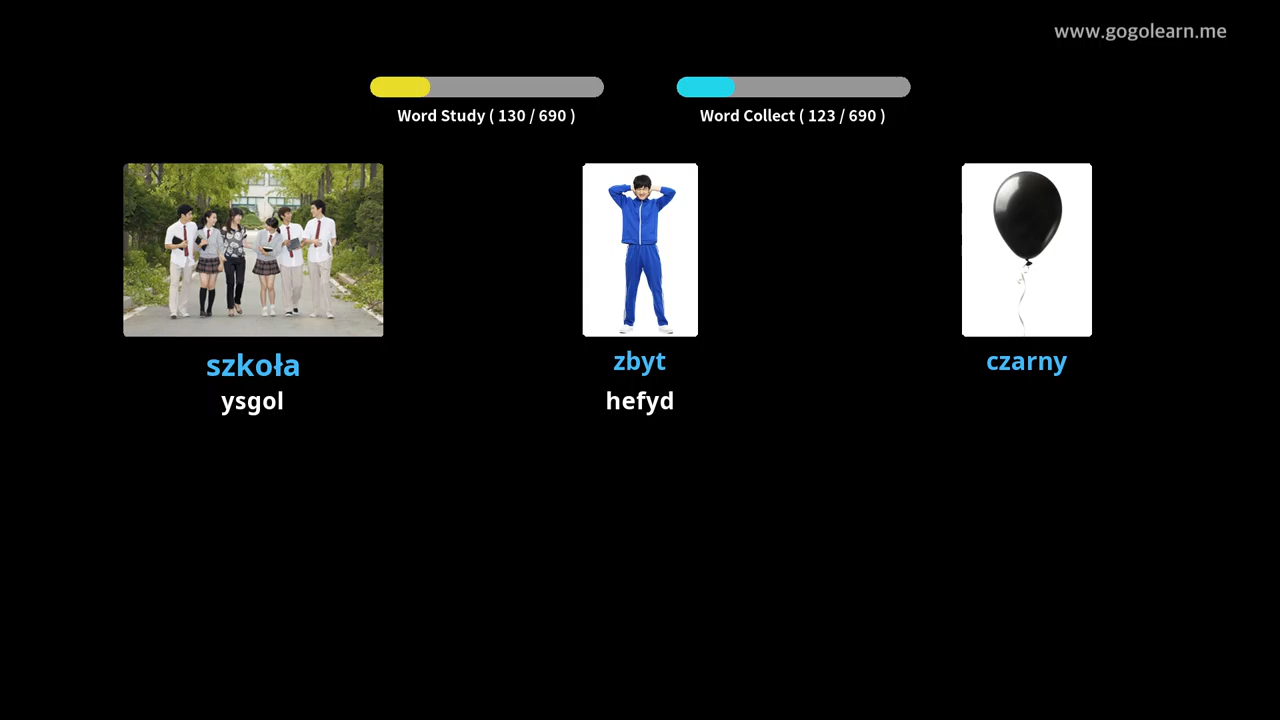 www.gogolearn.me
Word Study ( 130 / 690 )
Word Collect ( 123 / 690 )
szkoła
ysgol
zbyt
hefyd
czarny